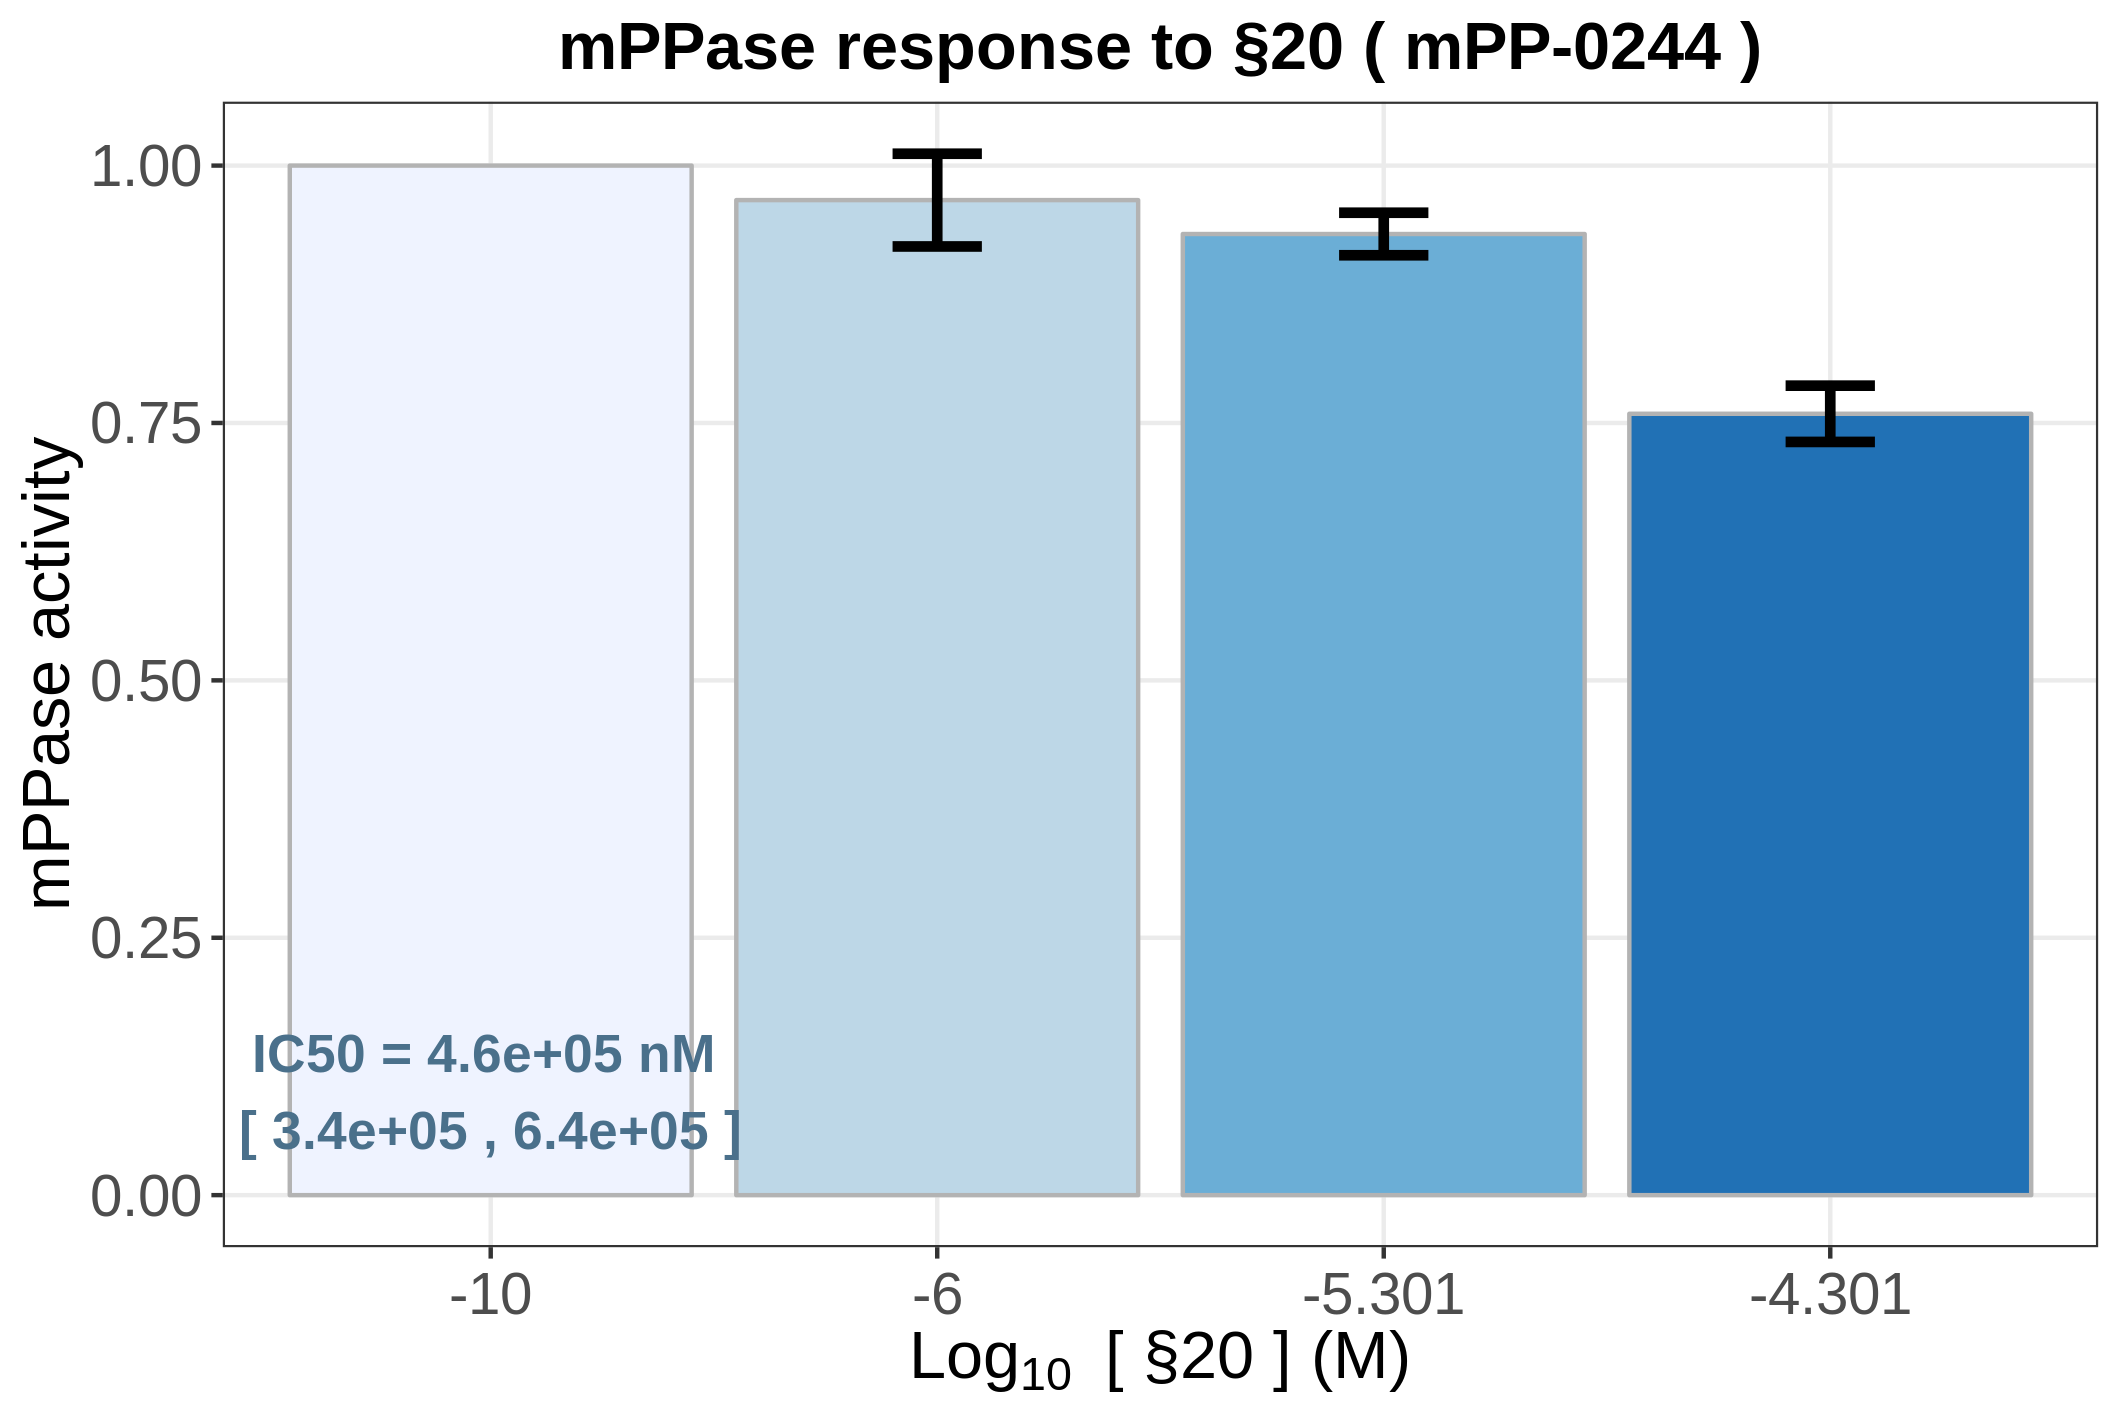 mPPase response to §20 ( mPP-0244 )
mPPase activity
1.00
0.75
0.50
0.25
0.00
IC50 = 4.6e+05 nM
[ 3.4e+05 , 6.4e+05 ]
-10
-6
-5.301
-4.301
Log10 [ §20 ] (M)